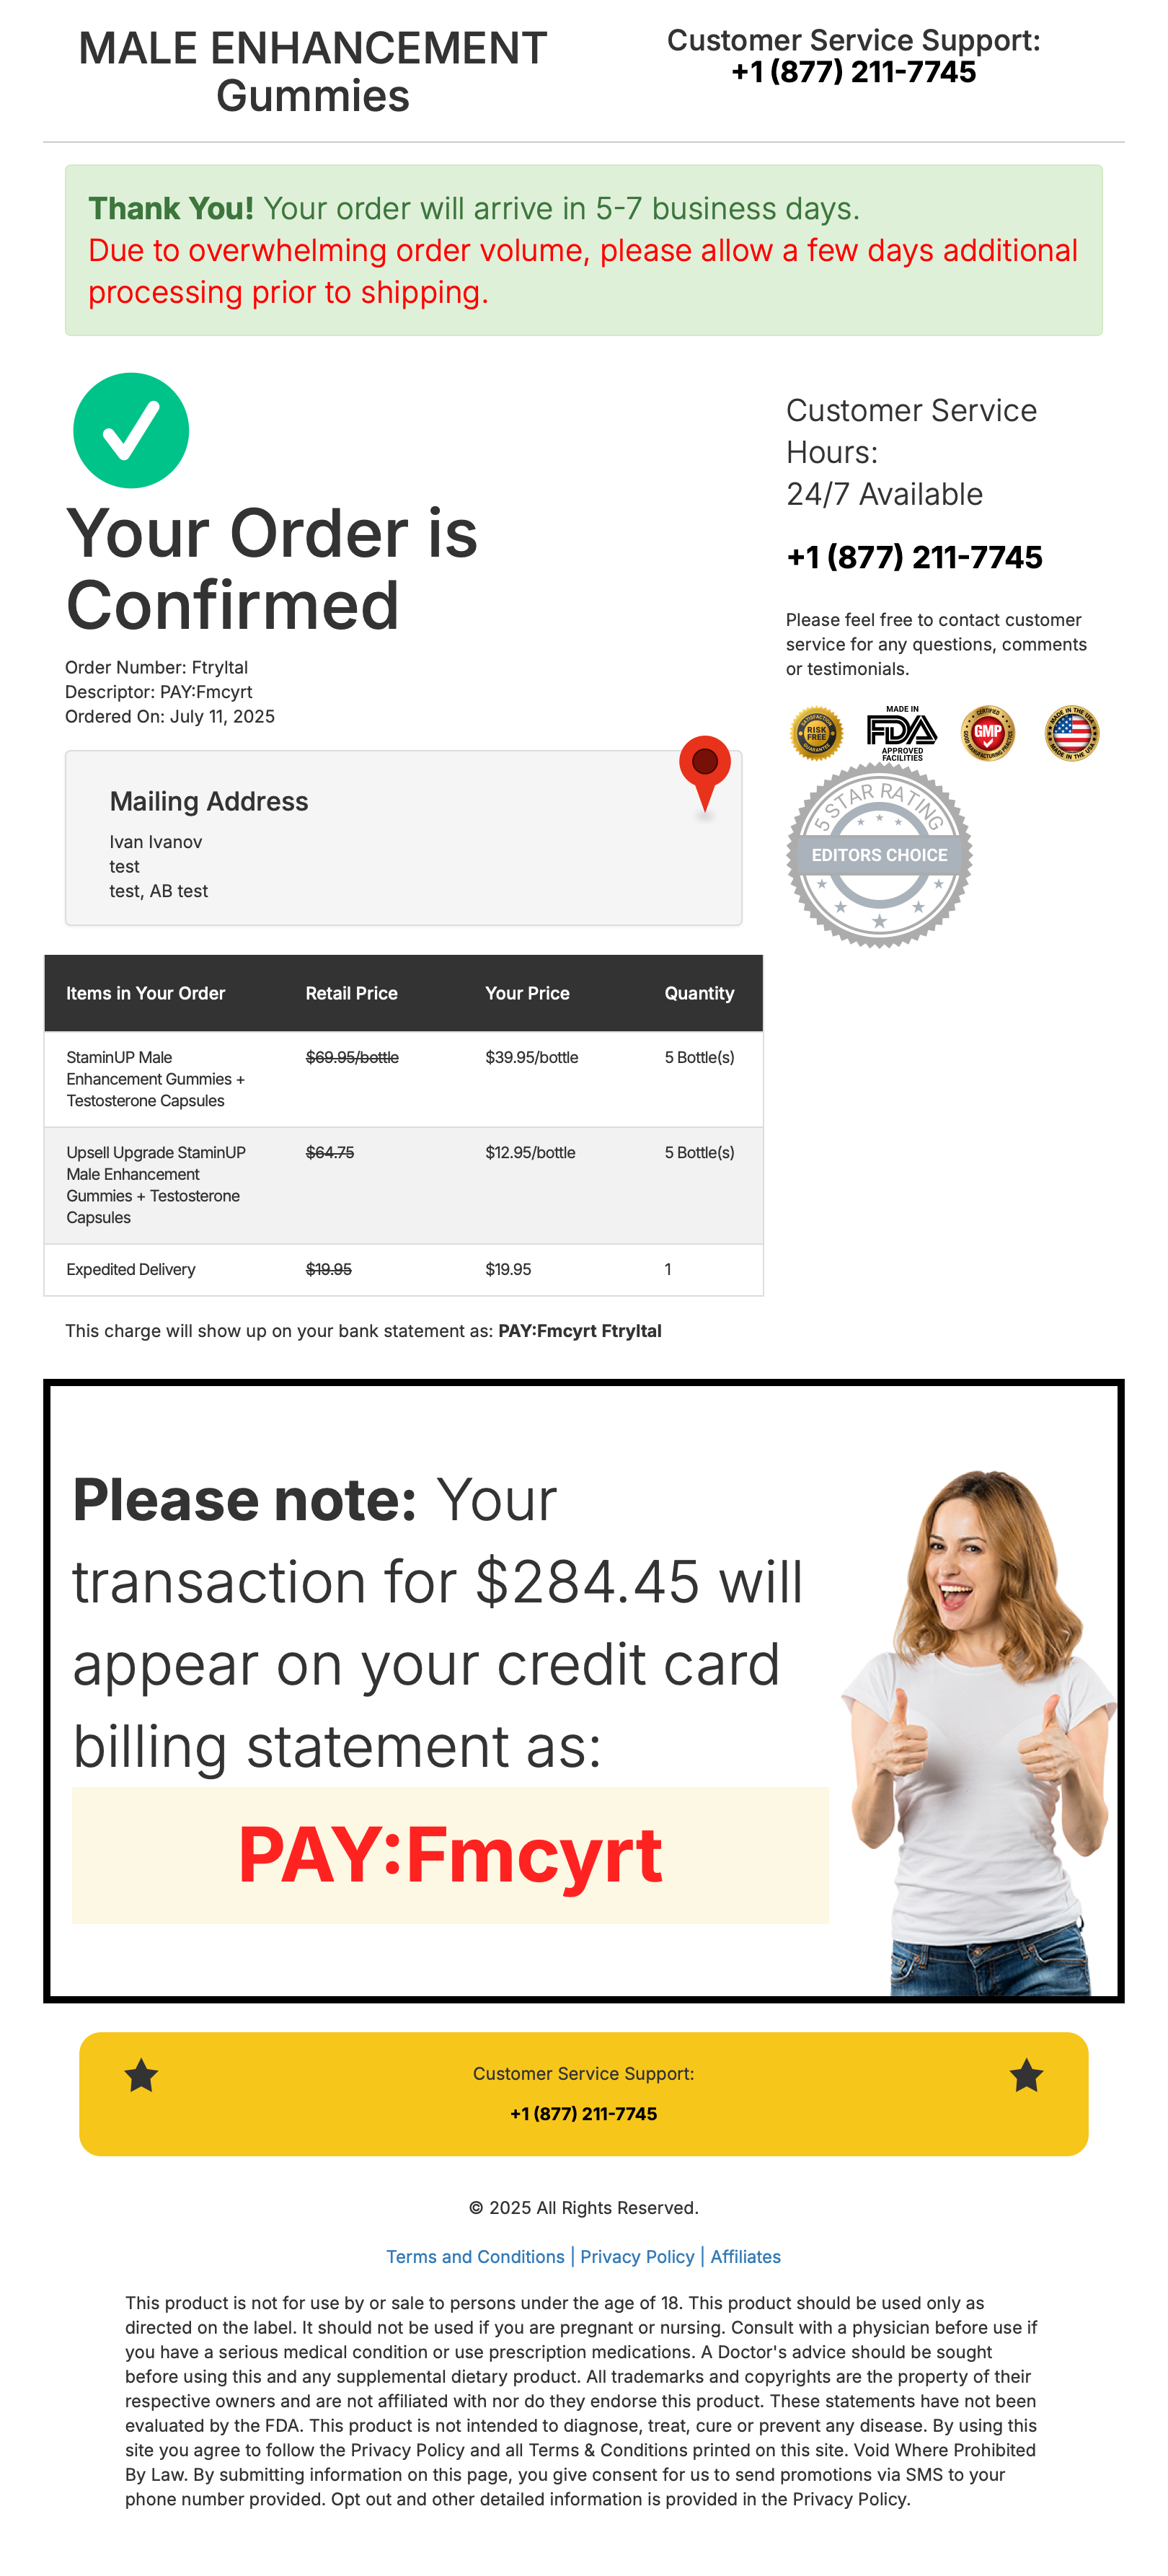 MALE ENHANCEMENT
Gummies
Customer Service Support:
+1 (877) 211-7745
Thank You! Your order will arrive in 5-7 business days.
Due to overwhelming order volume, please allow a few days additional
processing prior to shipping.
Your Order is
Confirmed
Order Number: Ftryltal
Descriptor: PAY:Fmcyrt
Ordered On: July 11, 2025
Mailing Address
Ivan Ivanov
test
test, AB test
Customer Service
Hours:
24/7 Available
+1 (877) 211-7745
Please feel free to contact customer
service for any questions, comments
or testimonials.
SATISFACTION
RISK
FREE
GUARANTEE
MADE IN
FDA
APPROVED
FACILITIES
CERTIFIED
GMP
GOOD MANUFACTURING PRACTICE
MADE IN THE USA
MADE IN THE USA
5 STAR RATING
EDITORS CHOICE
Items in Your Order Retail Price Your Price Quantity
StaminUP Male $69.95/bottle $39.95/bottle 5 Bottle(s)
Enhancement Gummies +
Testosterone Capsules
Upsell Upgrade StaminUP $64.75 $12.95/bottle 5 Bottle(s)
Male Enhancement
Gummies + Testosterone
Capsules
Expedited Delivery $19.95 $19.95 1
This charge will show up on your bank statement as: PAY:Fmcyrt Ftryltal
Please note: Your
transaction for $284.45 will
appear on your credit card
billing statement as:
PAY:Fmcyrt
Customer Service Support:
+1 (877) 211-7745
© 2025 All Rights Reserved.
Terms and Conditions | Privacy Policy | Affiliates
This product is not for use by or sale to persons under the age of 18. This product should be used only as
directed on the label. It should not be used if you are pregnant or nursing. Consult with a physician before use if
you have a serious medical condition or use prescription medications. A Doctor's advice should be sought
before using this and any supplemental dietary product. All trademarks and copyrights are the property of their
respective owners and are not affiliated with nor do they endorse this product. These statements have not been
evaluated by the FDA. This product is not intended to diagnose, treat, cure or prevent any disease. By using this
site you agree to follow the Privacy Policy and all Terms & Conditions printed on this site. Void Where Prohibited
By Law. By submitting information on this page, you give consent for us to send promotions via SMS to your
phone number provided. Opt out and other detailed information is provided in the Privacy Policy.